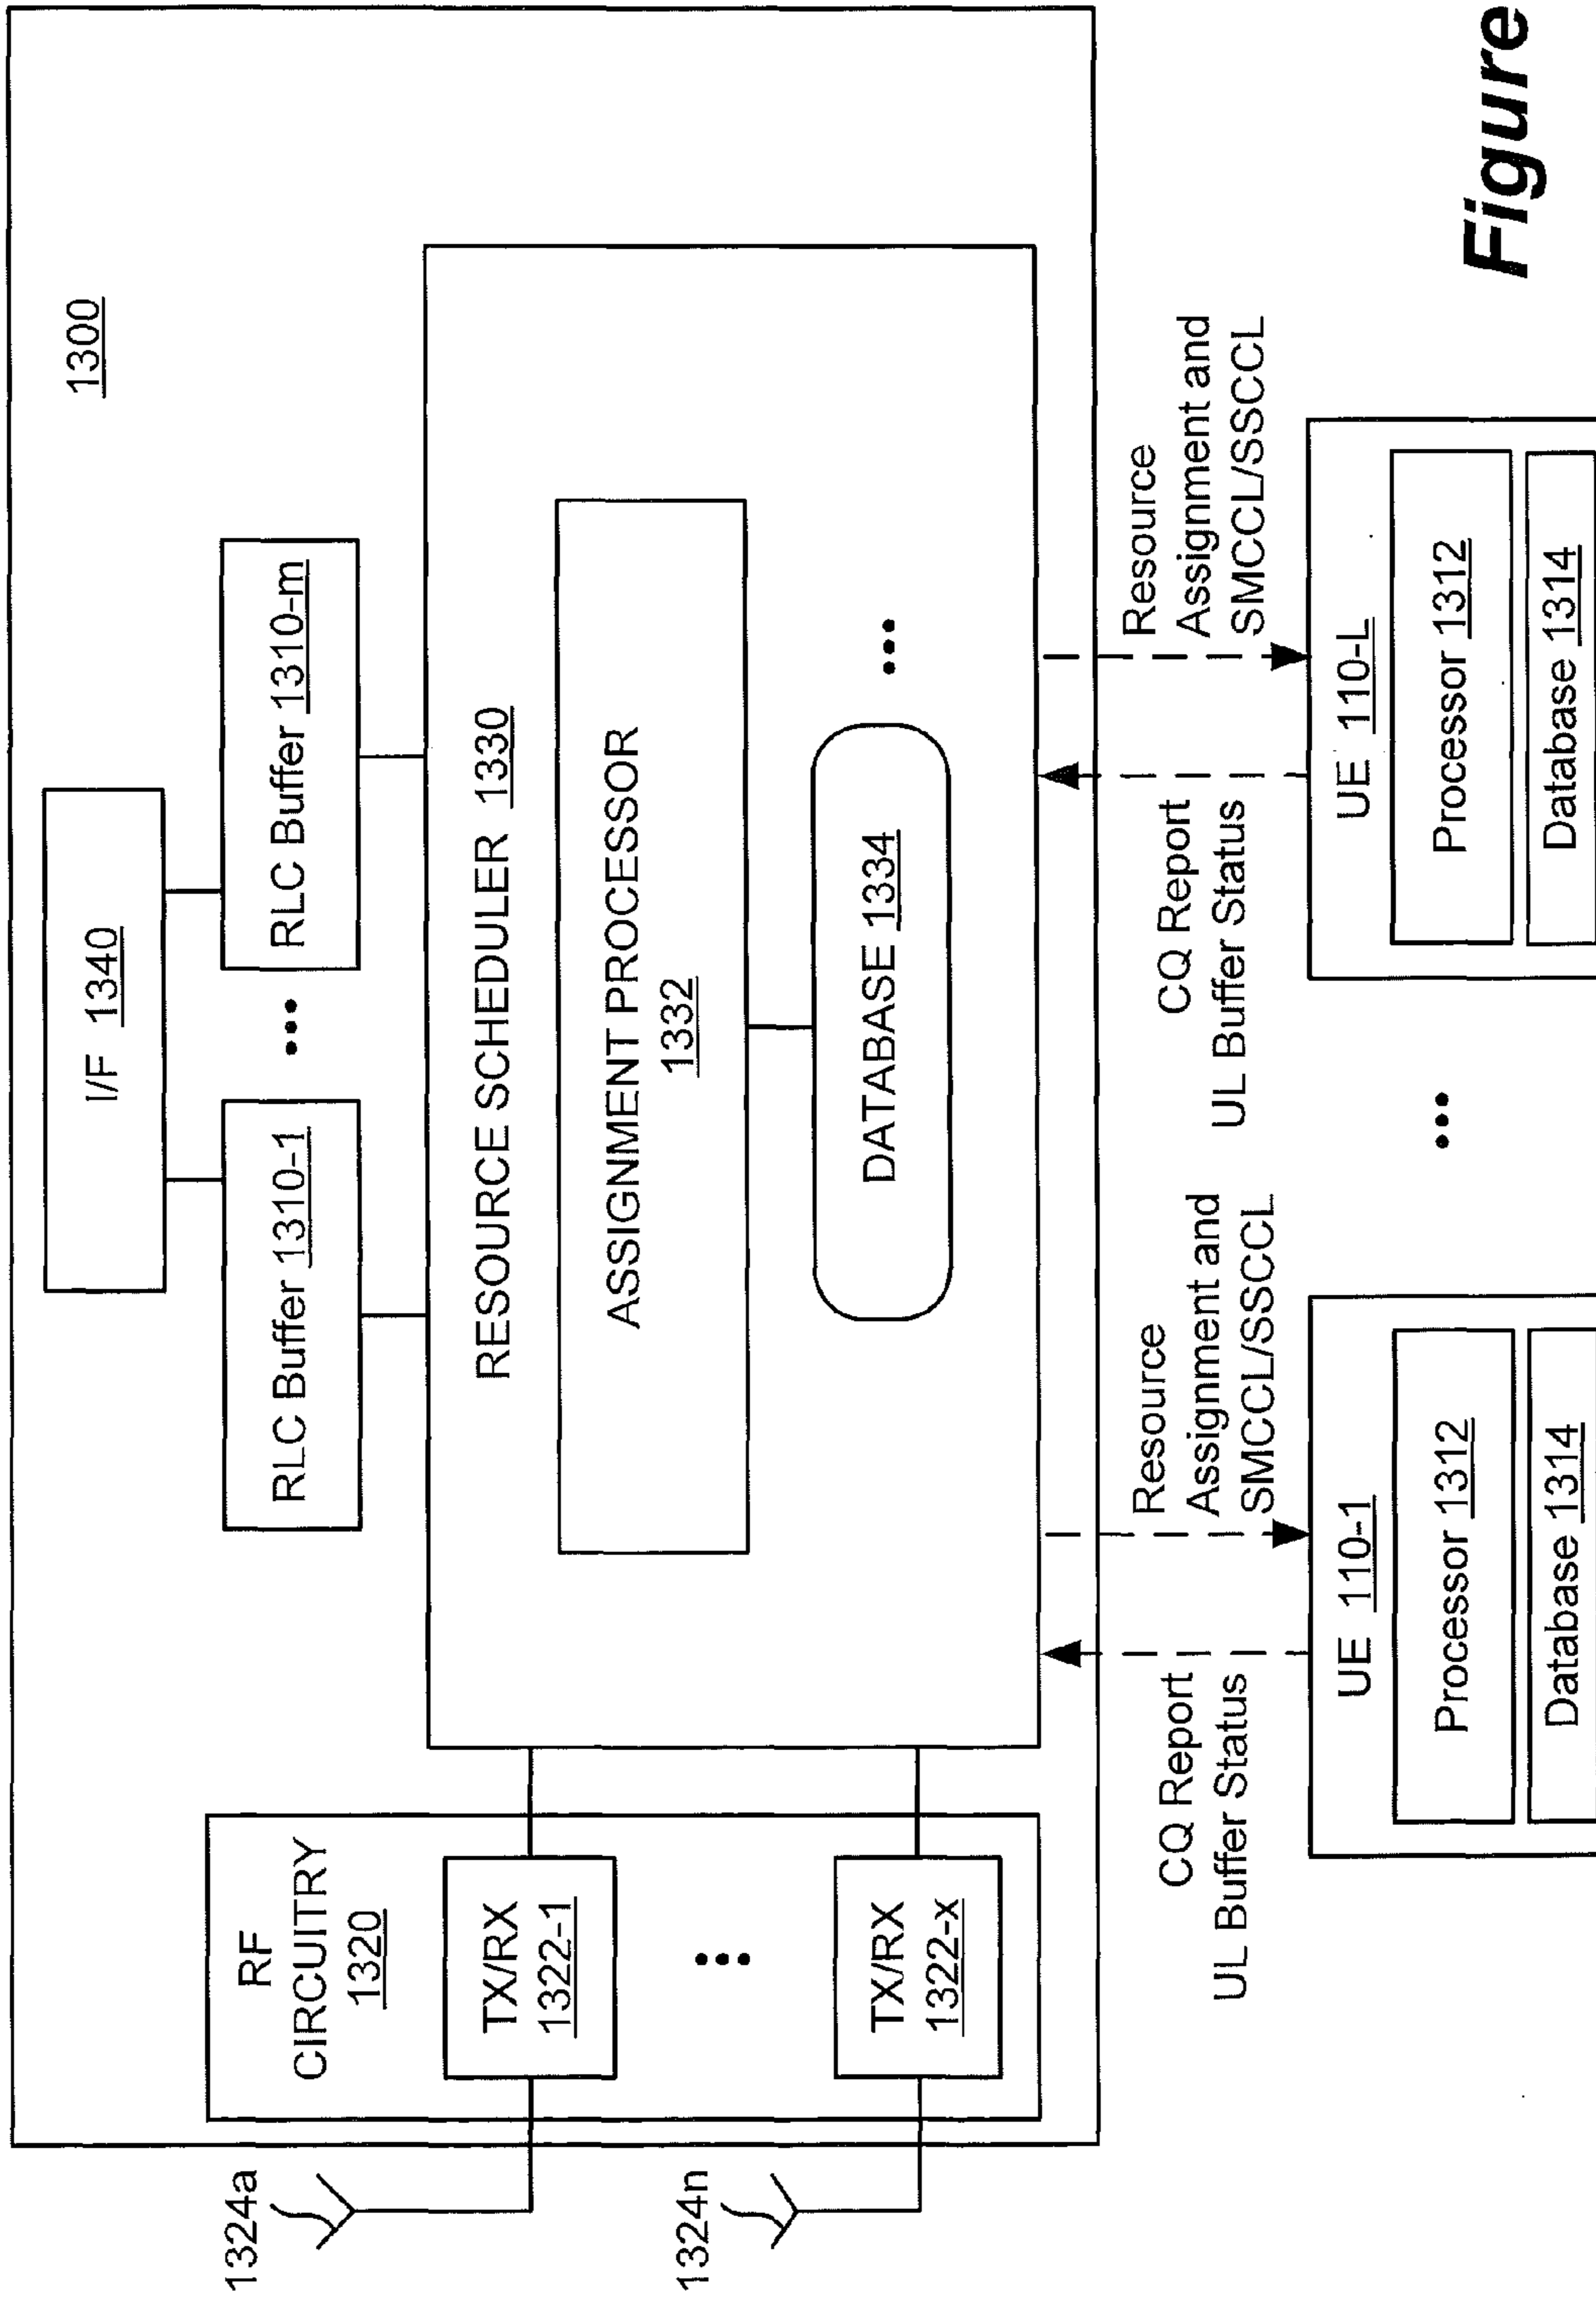 1300
I/F 1340
RLC Buffer 1310-1
•••
RLC Buffer 1310-m
RF
CIRCUITRY
1320
TX/RX
1322-1
•••
TX/RX
1322-x
1324a
1324n
RESOURCE SCHEDULER 1330
ASSIGNMENT PROCESSOR
1332
DATABASE 1334
•••
CQ Report
UL Buffer Status
Resource
Assignment and
SMCCL/SSCCL
CQ Report
UL Buffer Status
Resource
Assignment and
SMCCL/SSCCL
UE 110-1
Processor 1312
Database 1314
•••
UE 110-L
Processor 1312
Database 1314
Figure